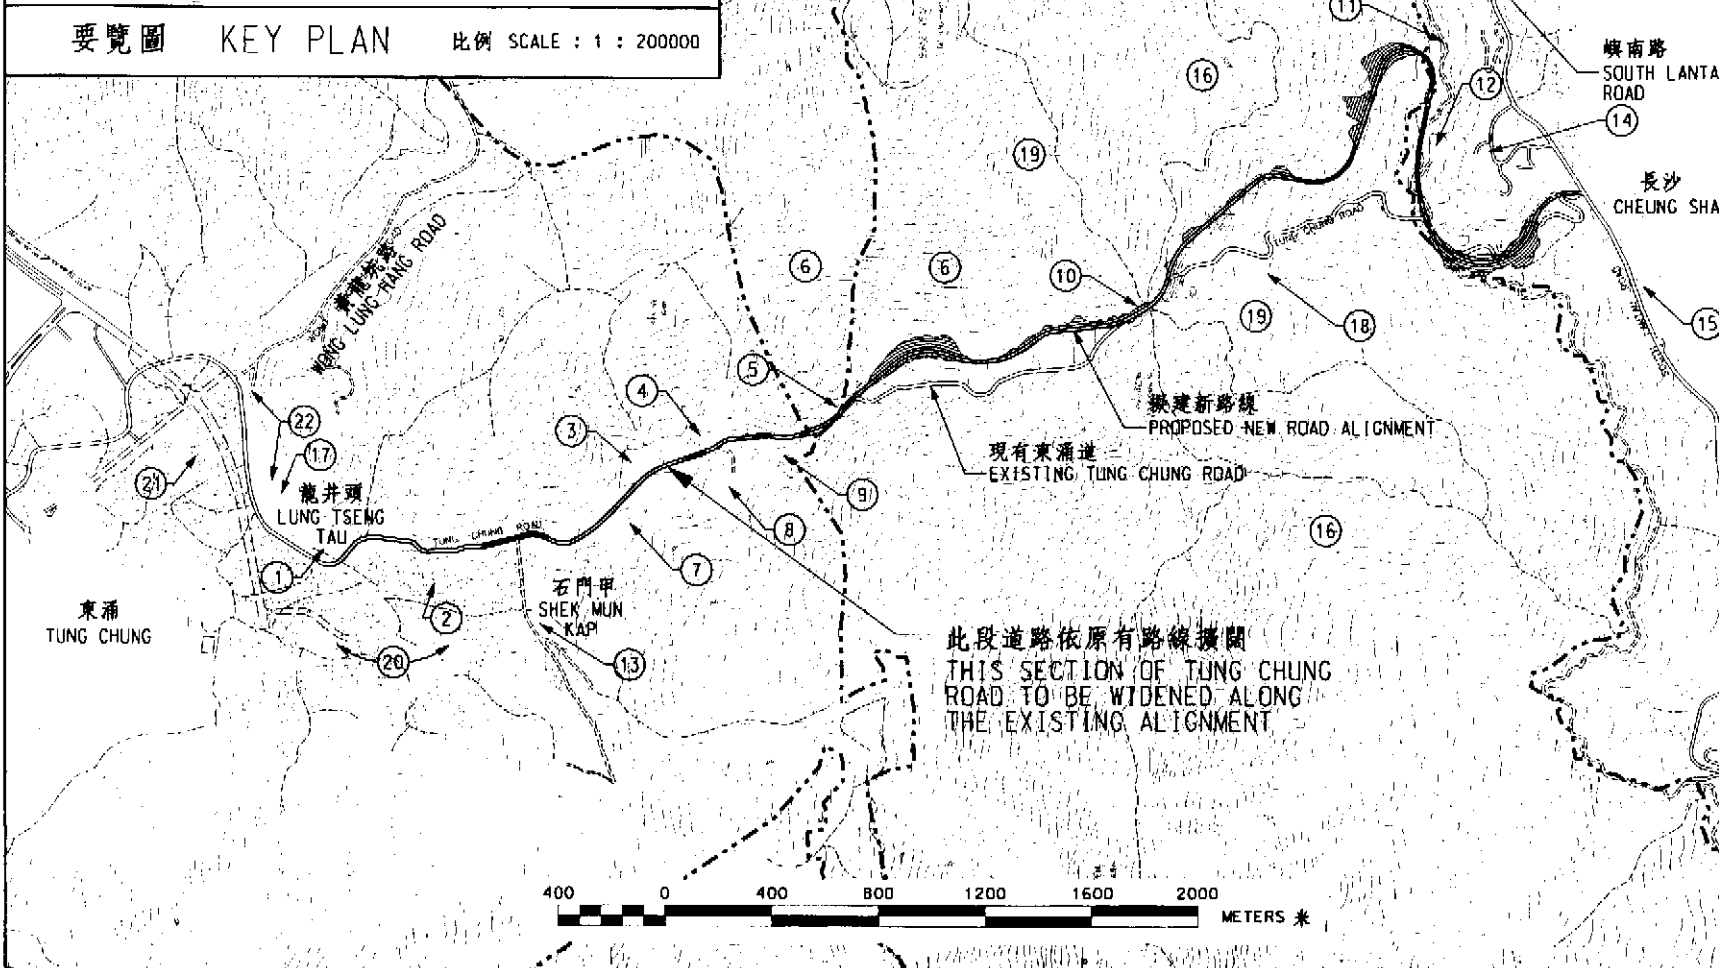 要覽圖 KEY PLAN 比例 SCALE : 1 : 200000
11
嶼南路
SOUTH LANTA
ROAD
16
12
14
19
長沙
CHEUNG SHA
TUNG CHUNG ROAD
黃龍坑路
WONG LUNG HANG ROAD
6
6
10
19
18
15
5
4
3
擬建新路線
PROPOSED NEW ROAD ALIGNMENT
現有東涌道
EXISTING TUNG CHUNG ROAD
22
17
21
龍井頭
LUNG TSENG
TAU
9
8
16
TUNG CHUNG ROAD
1
7
石門甲
SHEK MUN
KAP
2
東涌
TUNG CHUNG
20
13
此段道路依原有路線擴闊
THIS SECTION OF TUNG CHUNG
ROAD TO BE WIDENED ALONG
THE EXISTING ALIGNMENT
400 0 400 800 1200 1600 2000
METERS 米